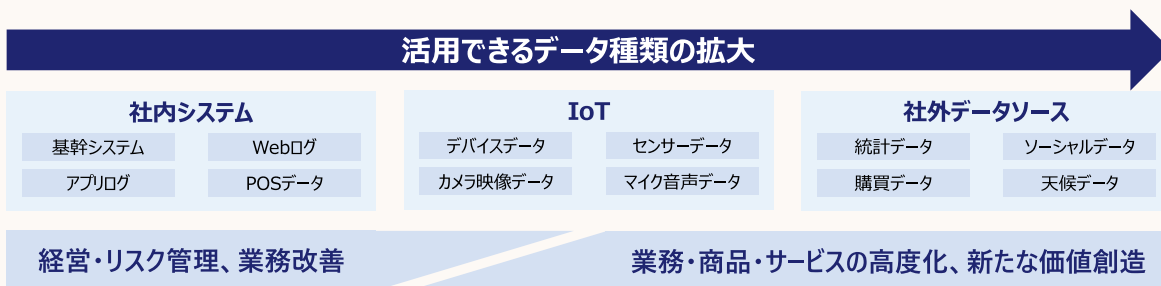 活用できるデータ種類の拡大
社内システム
基幹システム
Webログ
アプリログ
POSデータ
IoT
デバイスデータ
センサーデータ
カメラ映像データ
マイク音声データ
社外データソース
統計データ
ソーシャルデータ
購買データ
天候データ
経営・リスク管理、業務改善
業務・商品・サービスの高度化、新たな価値創造